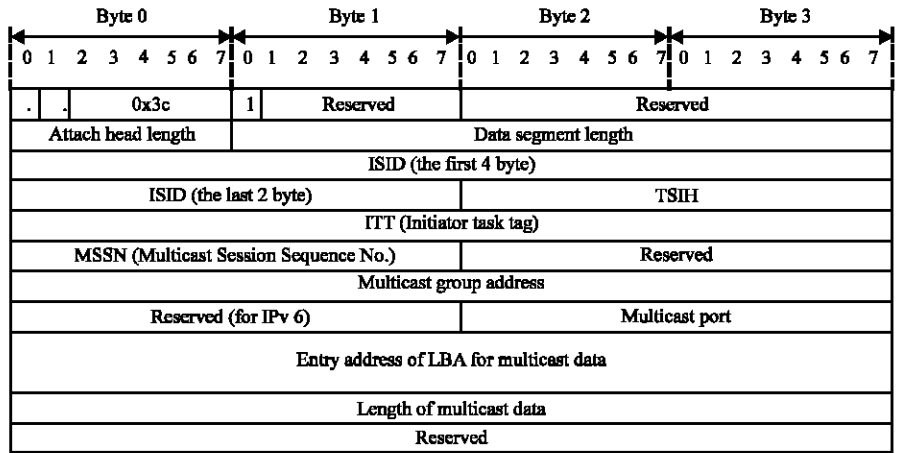 Byte 0 Byte 1 Byte 2 Byte 3
0 1 2 3 4 5 6 7 0 1 2 3 4 5 6 7 0 1 2 3 4 5 6 7 0 1 2 3 4 5 6 7
. . 0x3c 1 Reserved Reserved
Attach head length Data segment length
ISID (the first 4 byte)
ISID (the last 2 byte) TSIH
ITT (Initiator task tag)
MSSN (Multicast Session Sequence No.) Reserved
Multicast group address
Reserved (for IPv 6) Multicast port
Entry address of LBA for multicast data
Length of multicast data
Reserved